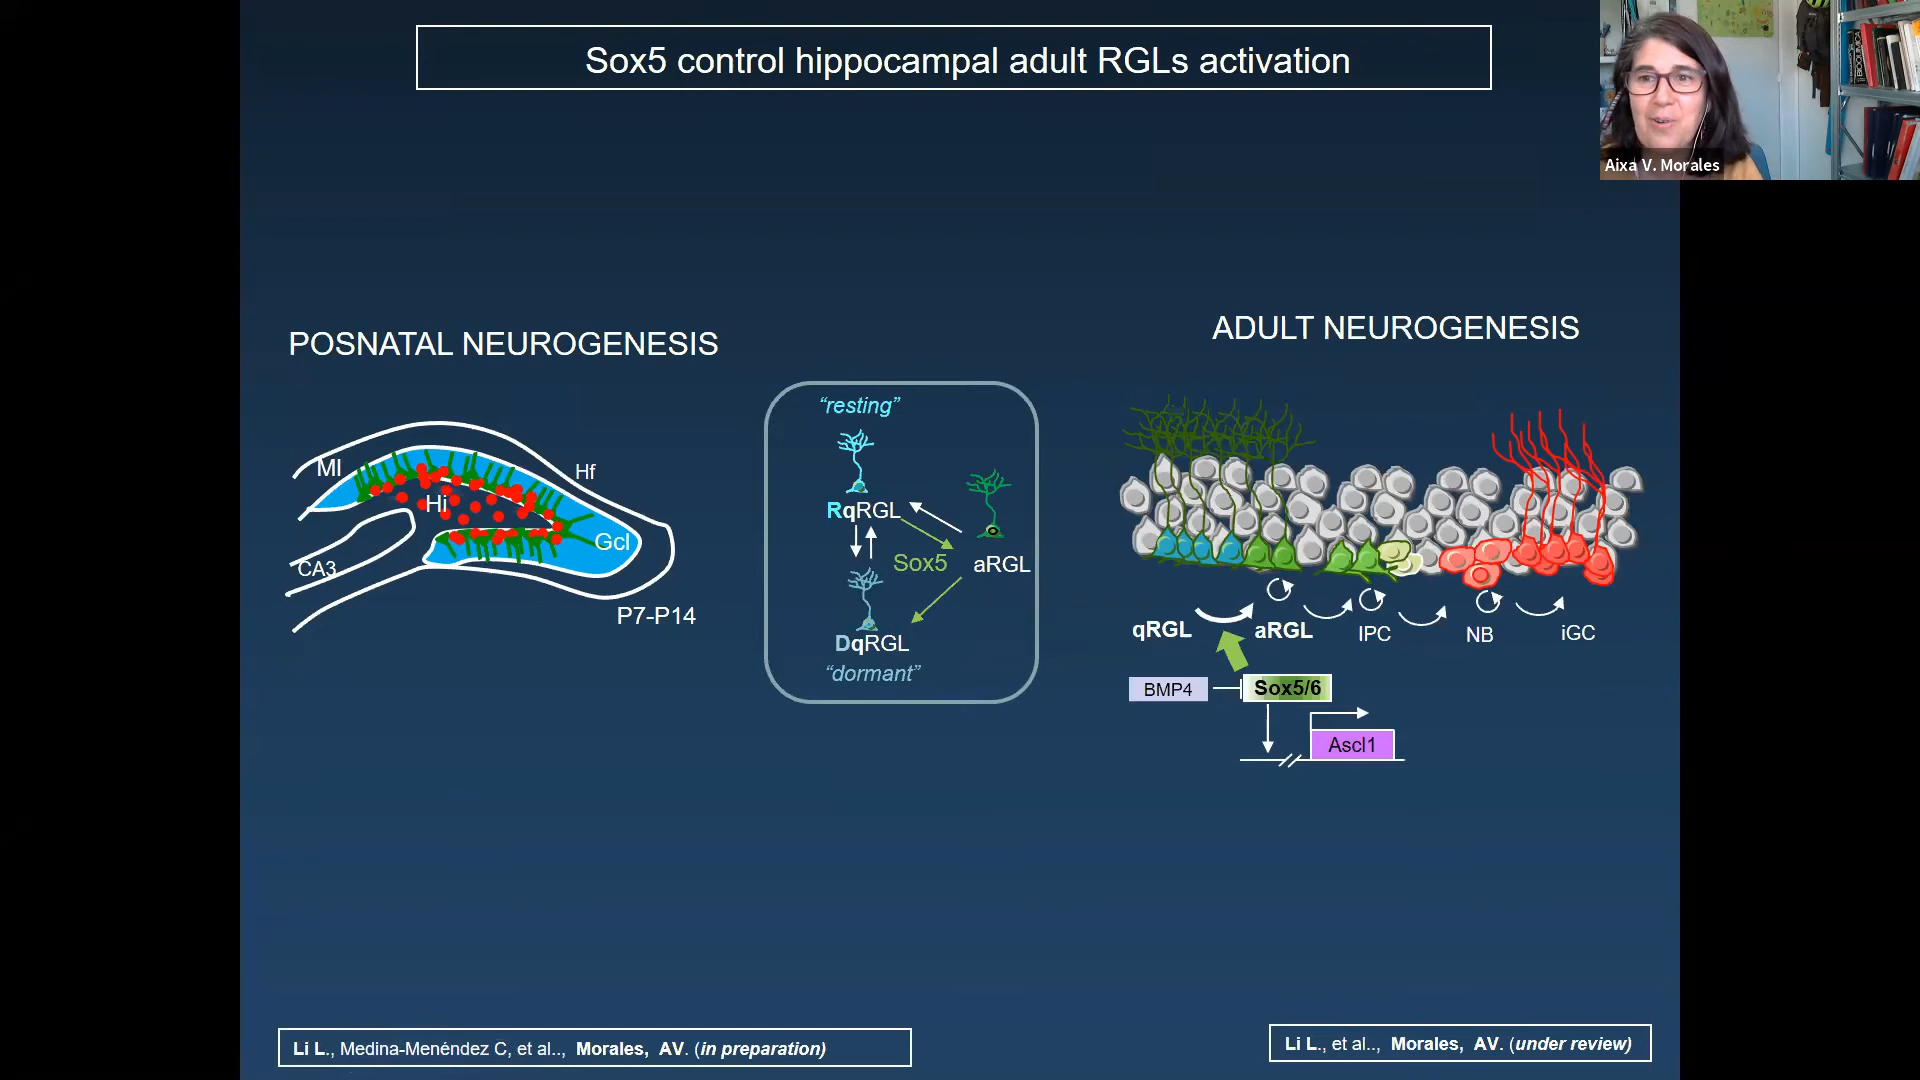 Sox5 control hippocampal adult RGLs activation
Aixa V. Morales
POSNATAL NEUROGENESIS
ADULT NEUROGENESIS
Ml
Hf
Hi
Gcl
CA3
P7-P14
“resting”
RqRGL
Sox5
aRGL
DqRGL
“dormant”
qRGL
aRGL
IPC
NB
iGC
BMP4
Sox5/6
Ascl1
Li L., Medina-Menéndez C, et al.., Morales, AV. (in preparation)
Li L., et al.., Morales, AV. (under review)